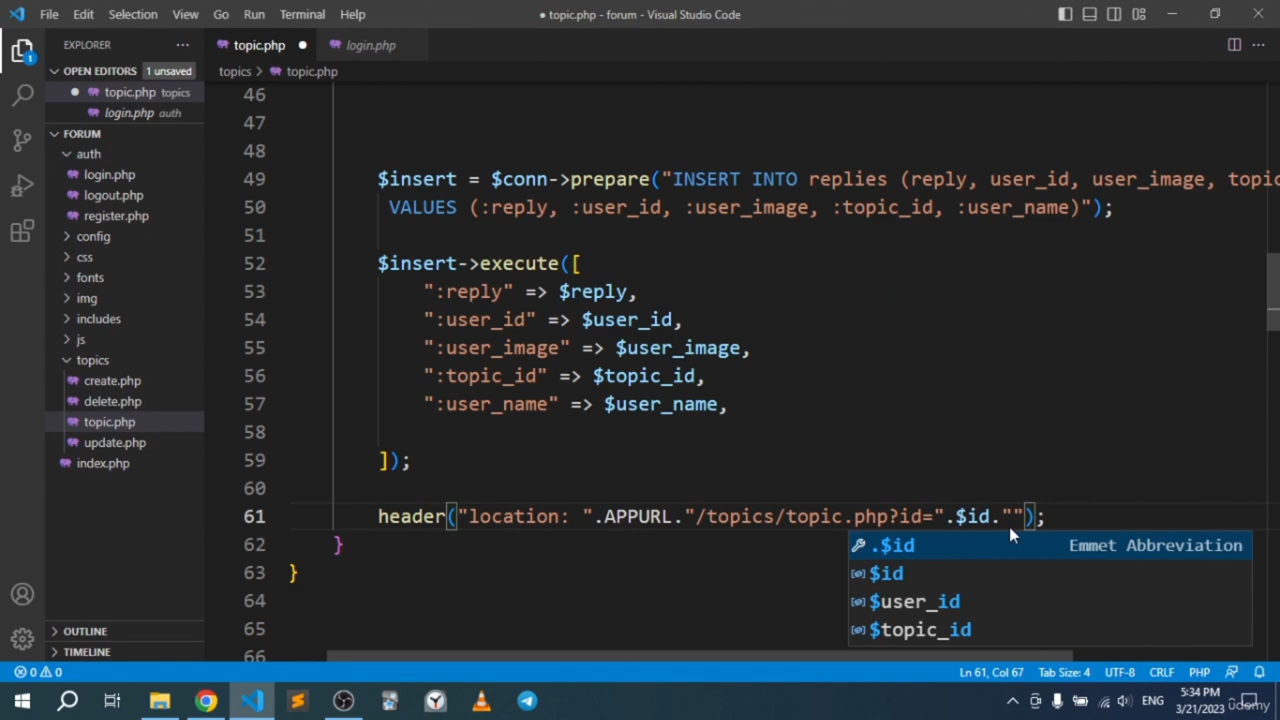 File Edit Selection View Go Run Terminal Help
● topic.php - forum - Visual Studio Code
EXPLORER
topic.php
login.php
OPEN EDITORS 1 unsaved
topics > topic.php
topic.php topics
login.php auth
FORUM
auth
login.php
logout.php
register.php
config
css
fonts
img
includes
js
topics
create.php
delete.php
topic.php
update.php
index.php
OUTLINE
TIMELINE
46
47
48
49 $insert = $conn->prepare("INSERT INTO replies (reply, user_id, user_image, topic
50 VALUES (:reply, :user_id, :user_image, :topic_id, :user_name)");
51
52 $insert->execute([
53 ":reply" => $reply,
54 ":user_id" => $user_id,
55 ":user_image" => $user_image,
56 ":topic_id" => $topic_id,
57 ":user_name" => $user_name,
58
59 ]);
60
61 header("location: ".APPURL."/topics/topic.php?id=".$id."");
62 }
63 }
64
65
66
.$id Emmet Abbreviation
$id
$user_id
$topic_id
0 0
Ln 61, Col 67 Tab Size: 4 UTF-8 CRLF PHP
ENG
5:34 PM
3/21/2023
udemy